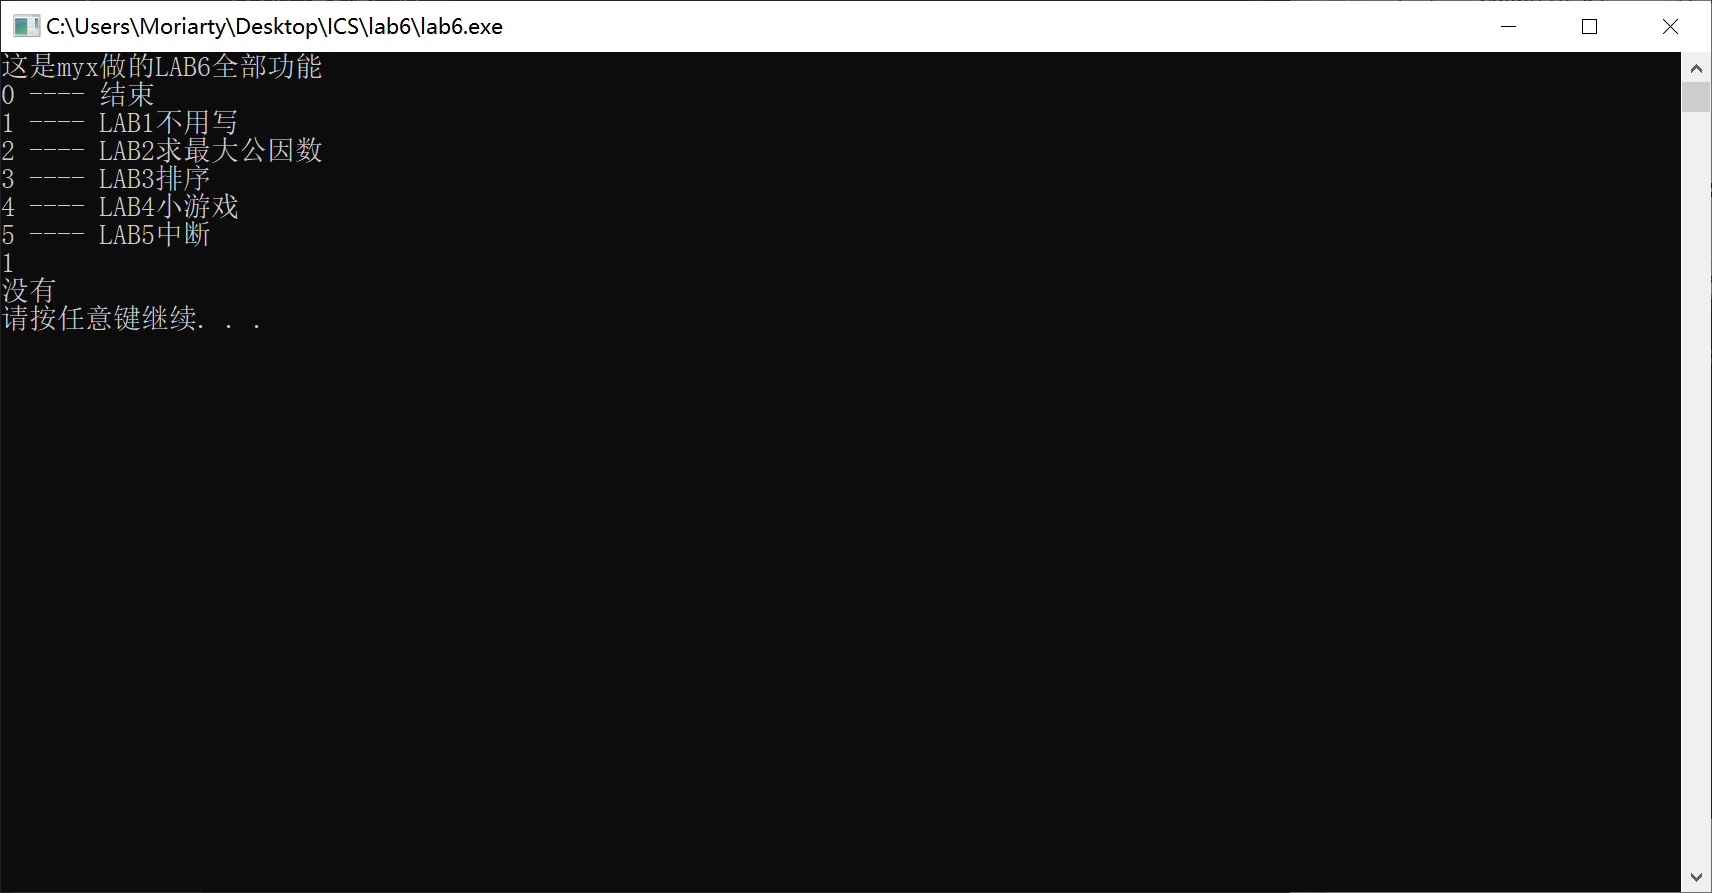 C:\Users\Moriarty\Desktop\ICS\lab6\lab6.exe
这是myx做的LAB6全部功能
0 ---- 结束
1 ---- LAB1不用写
2 ---- LAB2求最大公因数
3 ---- LAB3排序
4 ---- LAB4小游戏
5 ---- LAB5中断
1
没有
请按任意键继续. . .